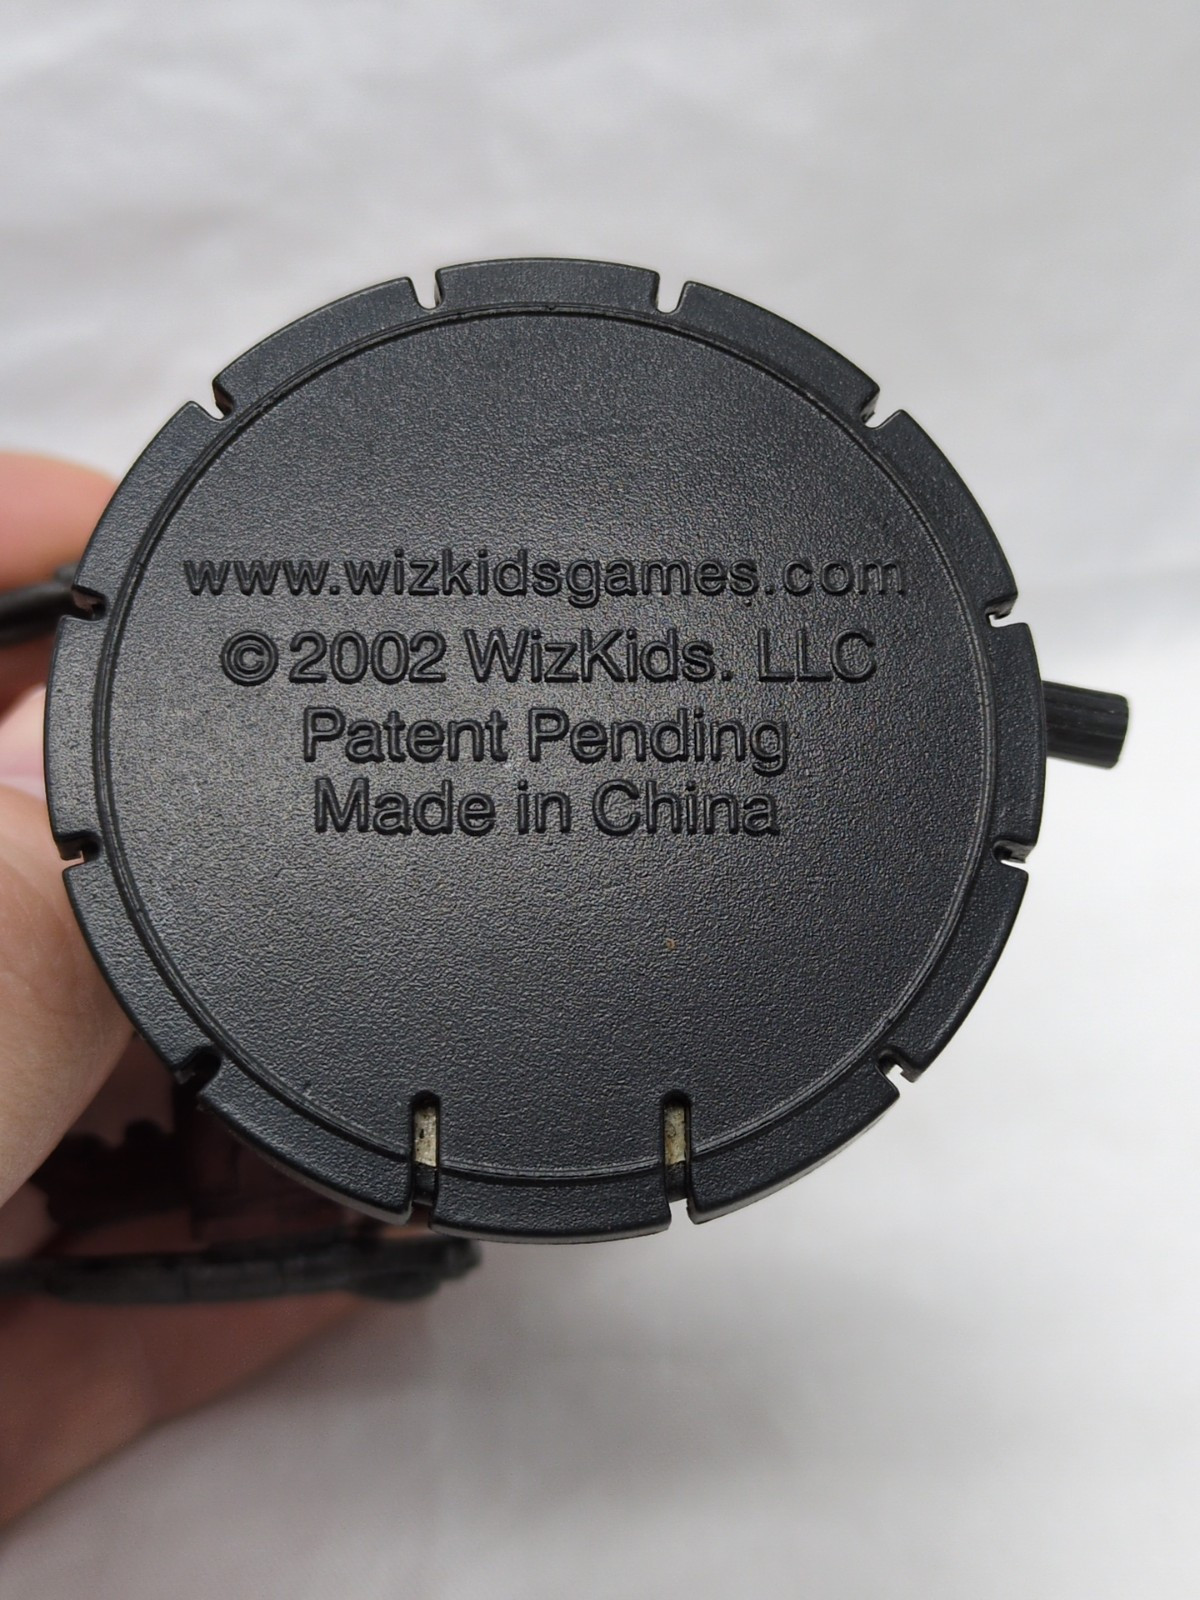 www.wizkidsgames.com
© 2002 WizKids. LLC
Patent Pending
Made in China